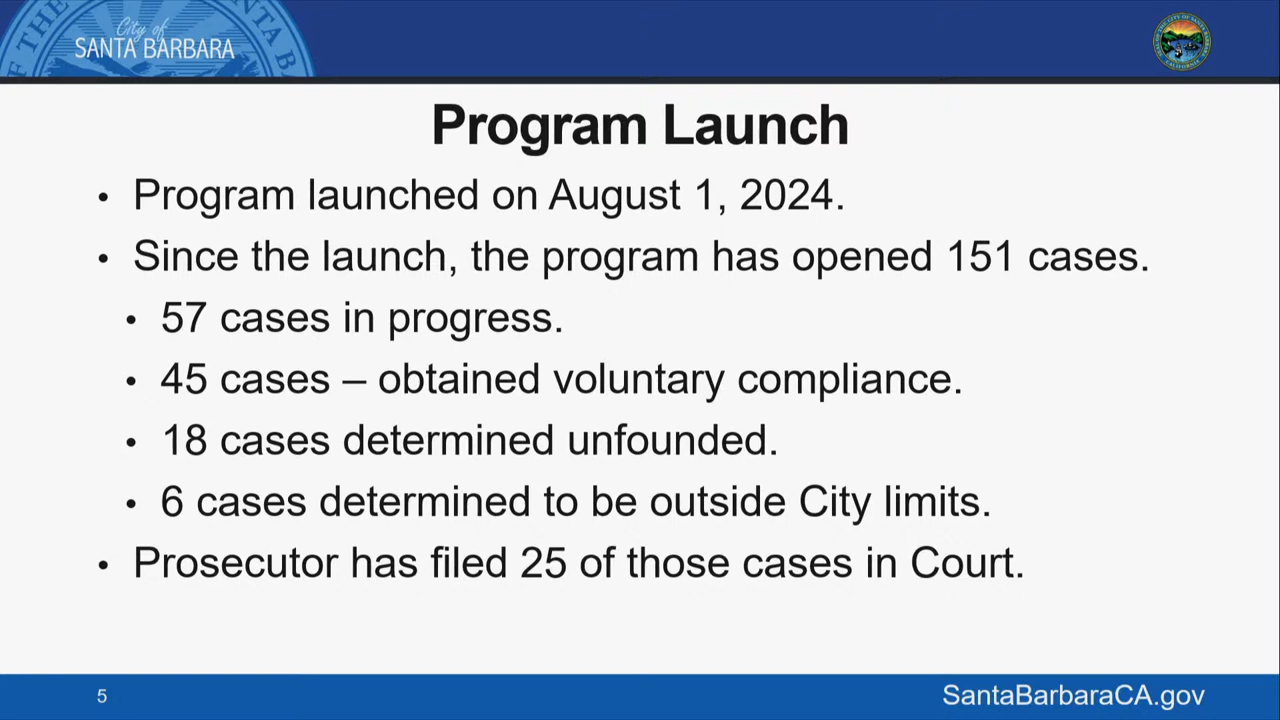 City of
SANTA BARBARA
Program Launch
• Program launched on August 1, 2024.
• Since the launch, the program has opened 151 cases.
• 57 cases in progress.
• 45 cases – obtained voluntary compliance.
• 18 cases determined unfounded.
• 6 cases determined to be outside City limits.
• Prosecutor has filed 25 of those cases in Court.
5
SantaBarbaraCA.gov